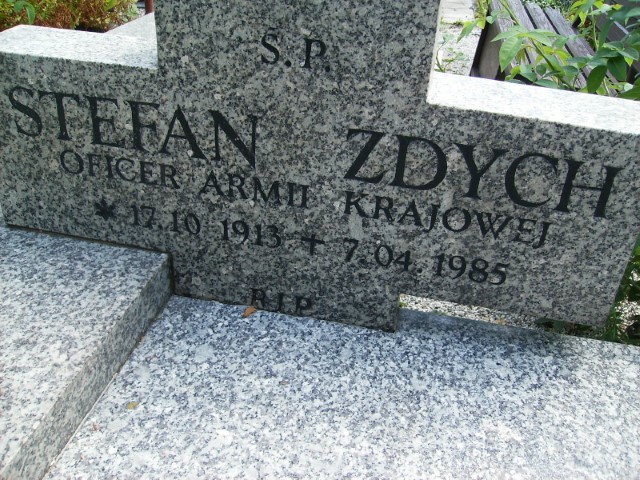 S.P.
STEFAN ZDYCH
OFICER ARMII KRAJOWEJ
* 17.10 1913 + 7.04.1985
R.I.P.